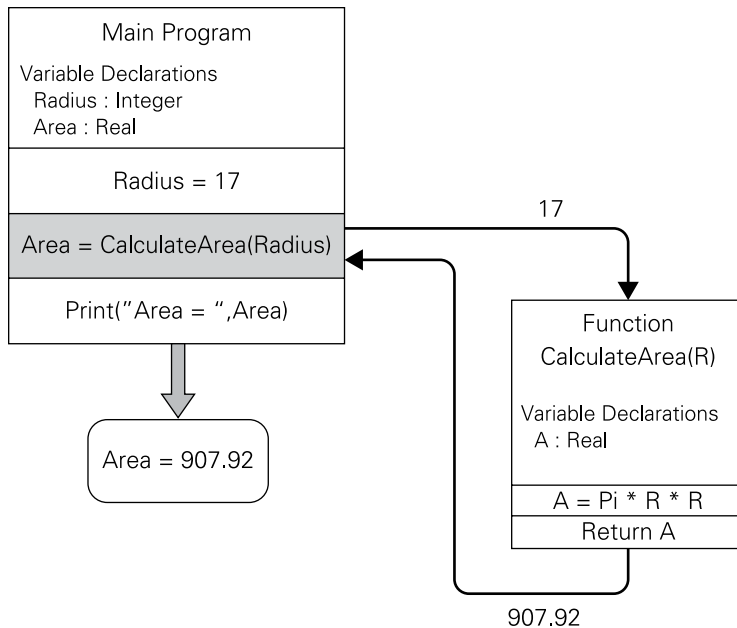 Main Program
Variable Declarations
Radius : Integer
Area : Real
Radius = 17
Area = CalculateArea(Radius)
Print(”Area = “,Area)
Area = 907.92
17
Function
CalculateArea(R)
Variable Declarations
A : Real
A = Pi * R * R
Return A
907.92